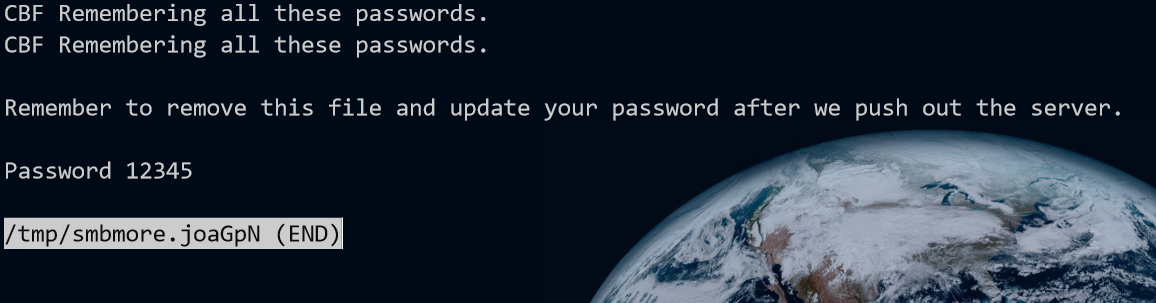 CBF Remembering all these passwords.
CBF Remembering all these passwords.
Remember to remove this file and update your password after we push out the server.
Password 12345
/tmp/smbmore.joaGpN (END)